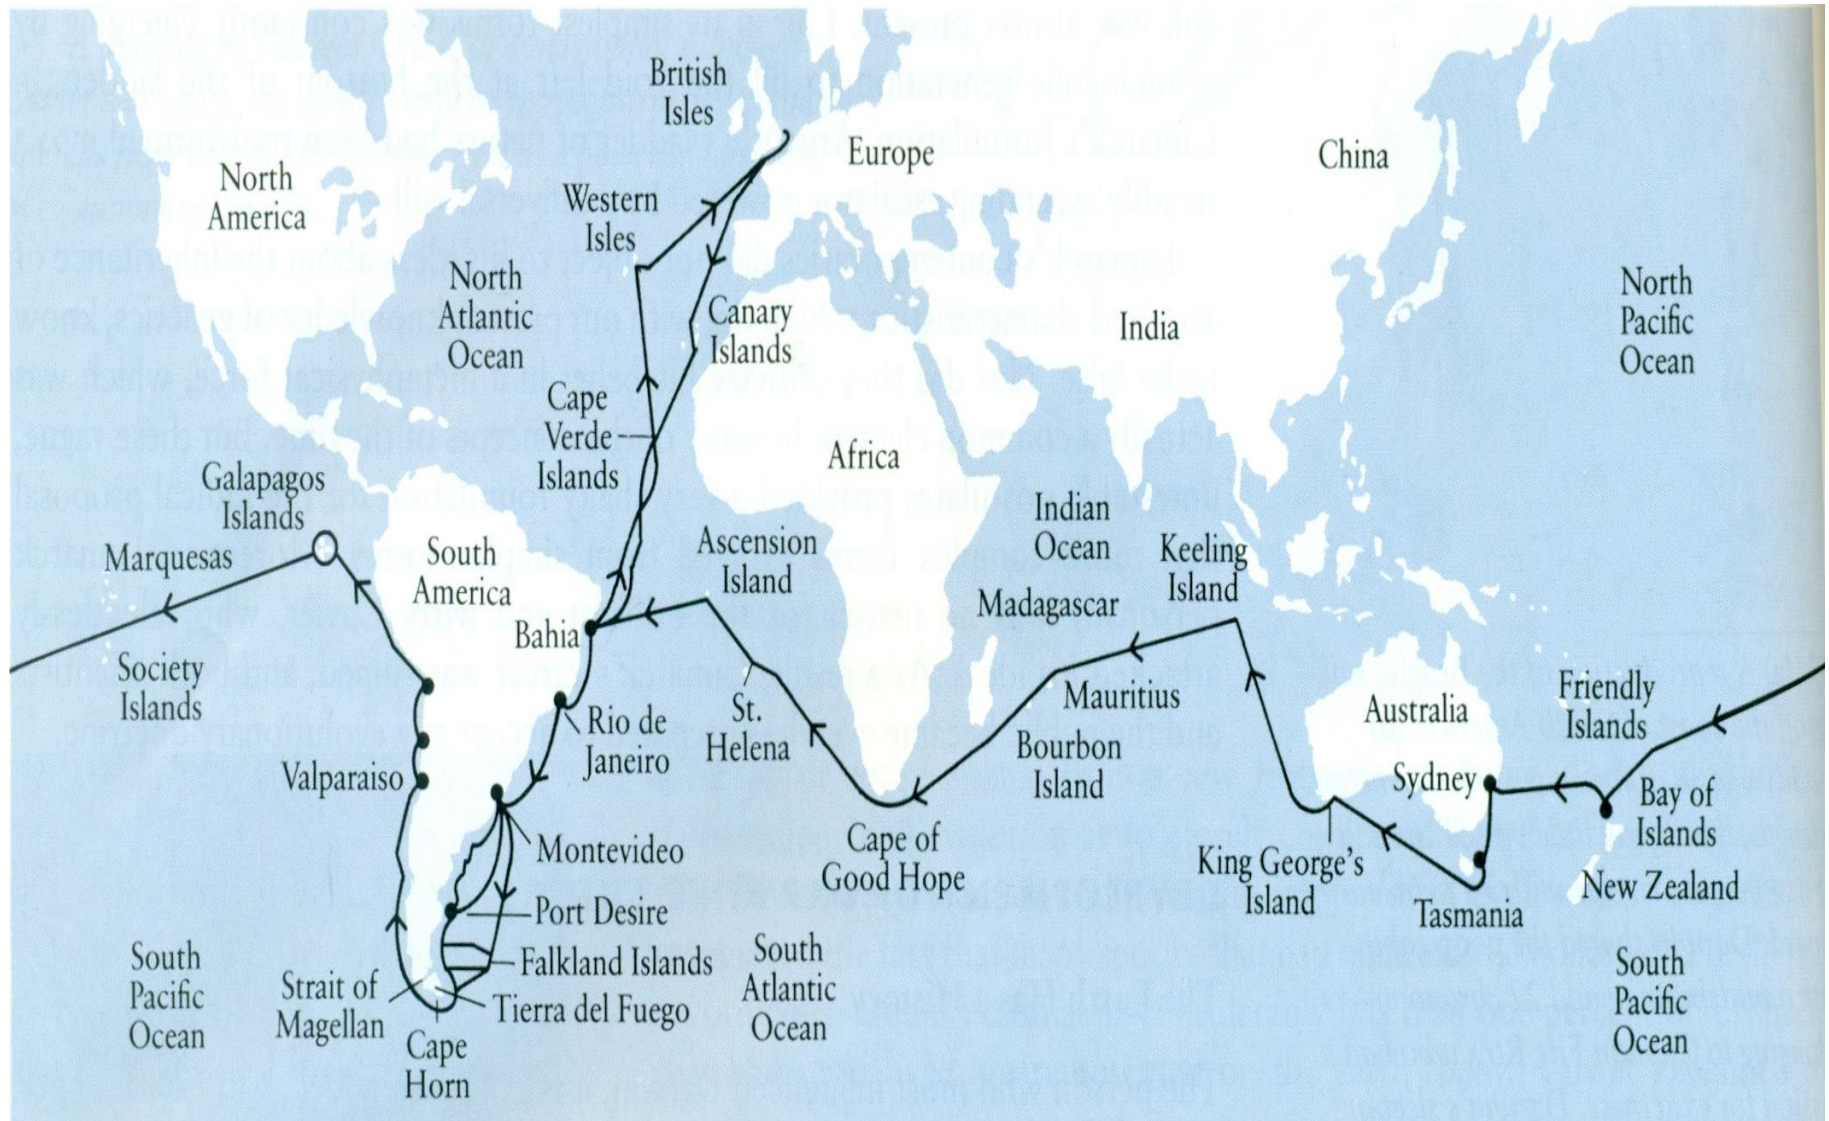 British
Isles
Europe
China
North
America
Western
Isles
North
Atlantic
Ocean
Canary
Islands
India
North
Pacific
Ocean
Cape
Verde
Islands
Africa
Galapagos
Islands
Marquesas
South
America
Ascension
Island
Indian
Ocean
Keeling
Island
Madagascar
Bahia
Society
Islands
Rio de
Janeiro
St.
Helena
Mauritius
Bourbon
Island
Australia
Friendly
Islands
Valparaiso
Sydney
Bay of
Islands
Montevideo
Cape of
Good Hope
King George's
Island
New Zealand
Tasmania
Port Desire
Falkland Islands
Tierra del Fuego
South
Pacific
Ocean
Strait of
Magellan
Cape
Horn
South
Atlantic
Ocean
South
Pacific
Ocean